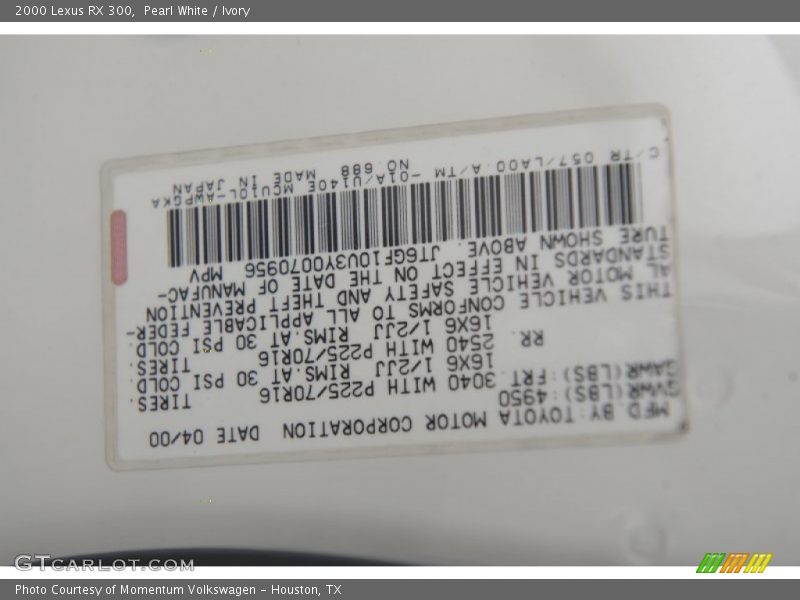 2000 Lexus RX 300,  Pearl White / Ivory
MFD BY: TOYOTA MOTOR CORPORATION DATE 04/00
GVWR(LBS): 4950
GAWR(LBS): FRT. 3040 WITH P225/70R16 TIRES.
16X6 1/2JJ RIMS.AT 30 PSI COLD
RR. 2540 WITH P225/70R16 TIRES.
16X6 1/2JJ RIMS.AT 30 PSI COLD.
THIS VEHICLE CONFORMS TO ALL APPLICABLE FEDER-
AL MOTOR VEHICLE SAFETY AND THEFT PREVENTION
STANDARDS IN EFFECT ON THE DATE OF MANUFAC-
TURE SHOWN ABOVE. JT6GF10U3Y0070956 MPV
C/TR 057/LA00 A/TM -01A/U140E MCU10L-AWPGKA
NO.688 MADE IN JAPAN
GTcarlot.com
Photo Courtesy of Momentum Volkswagen - Houston, TX